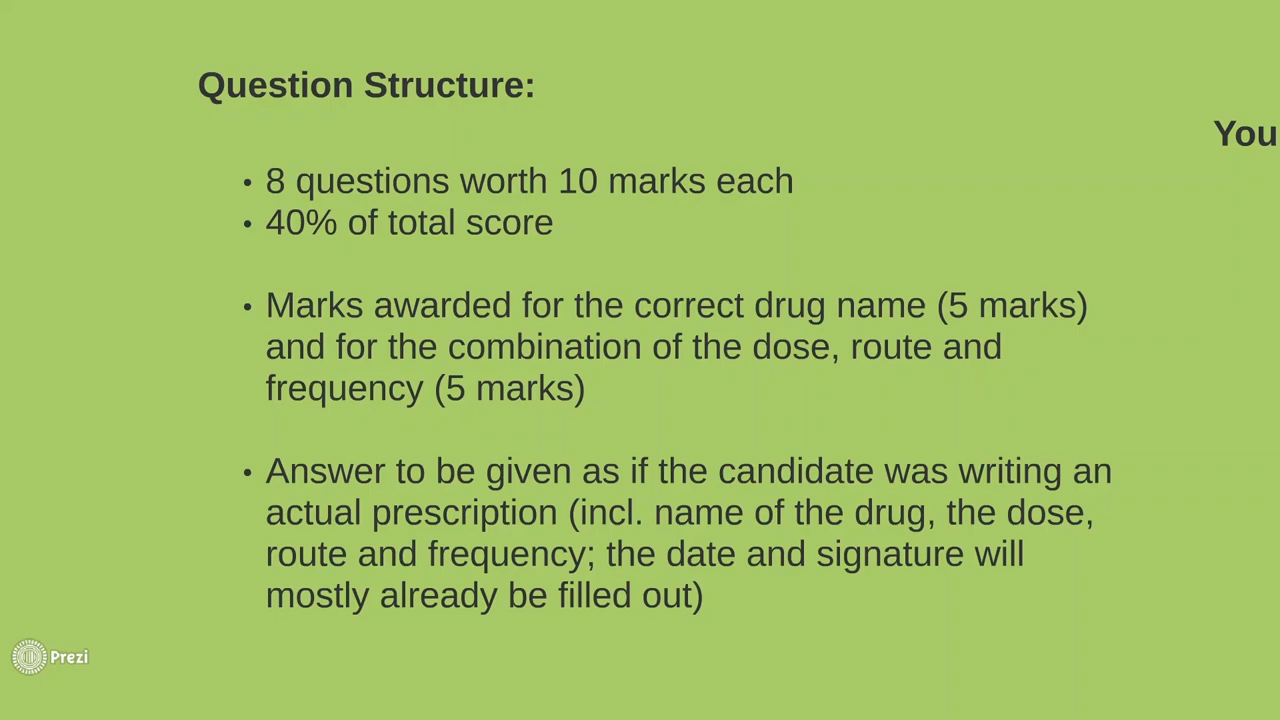 Question Structure:
You
• 8 questions worth 10 marks each
• 40% of total score
• Marks awarded for the correct drug name (5 marks)
and for the combination of the dose, route and
frequency (5 marks)
• Answer to be given as if the candidate was writing an
actual prescription (incl. name of the drug, the dose,
route and frequency; the date and signature will
mostly already be filled out)
Prezi